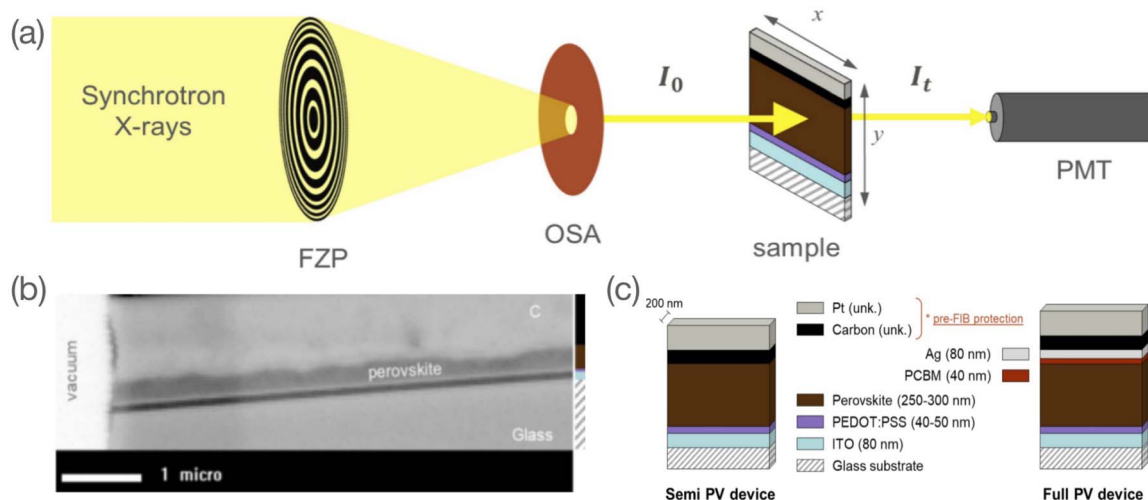 (a)
Synchrotron
X-rays
FZP
OSA
I₀
x
y
sample
Iₜ
PMT
(b)
vacuum
C
perovskite
Glass
1 micro
(c)
200 nm
Pt (unk.)
Carbon (unk.)
* pre-FIB protection
Ag (80 nm)
PCBM (40 nm)
Perovskite (250-300 nm)
PEDOT:PSS (40-50 nm)
ITO (80 nm)
Glass substrate
Semi PV device
Full PV device